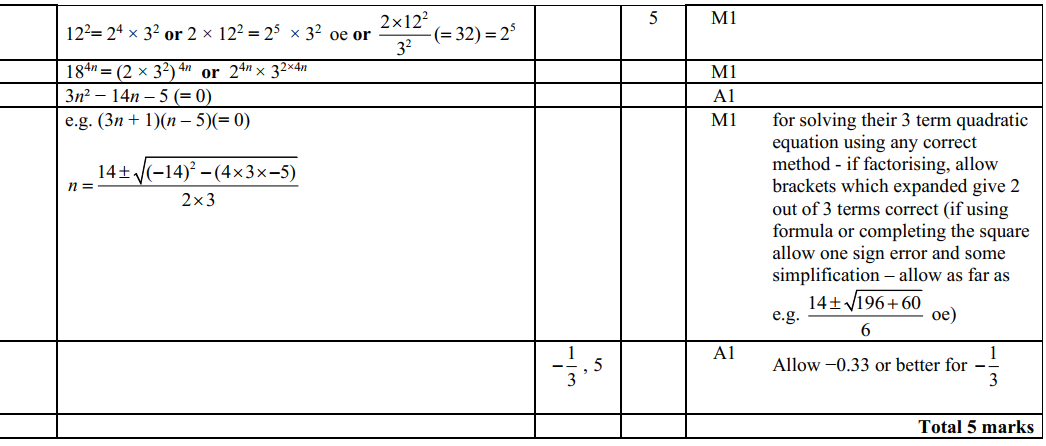 12²= 2⁴ × 3² or 2 × 12² = 2⁵ × 3² oe or (2×12²)/3² (= 32) = 2⁵
5
M1
18⁴ⁿ = (2 × 3²)⁴ⁿ or 2⁴ⁿ × 3²ˣ⁴ⁿ
M1
3n² − 14n – 5 (= 0)
A1
e.g. (3n + 1)(n – 5)(= 0)
n = (14 ± √((−14)² − (4×3×−5)))/(2×3)
M1
for solving their 3 term quadratic
equation using any correct
method - if factorising, allow
brackets which expanded give 2
out of 3 terms correct (if using
formula or completing the square
allow one sign error and some
simplification – allow as far as
e.g. (14 ± √(196 + 60))/6 oe)
−1/3 , 5
A1
Allow −0.33 or better for −1/3
Total 5 marks